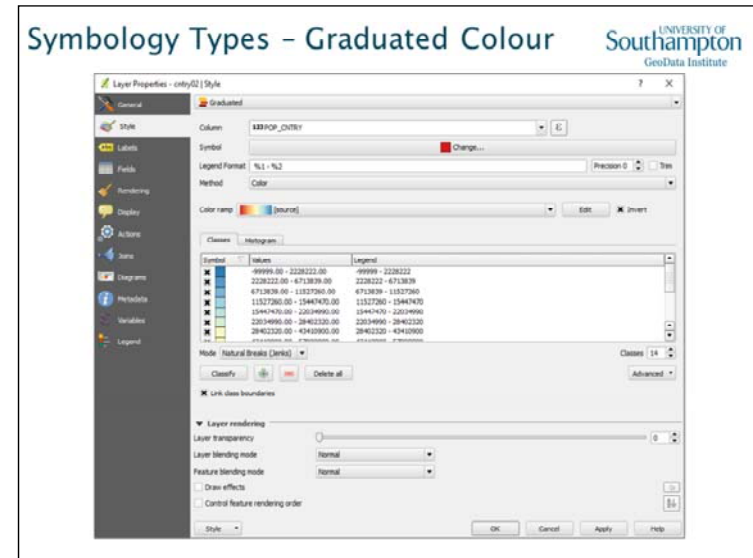 Symbology Types – Graduated Colour
UNIVERSITY OF
Southampton
GeoData Institute
Layer Properties - cntry02 | Style
? X
General
Style
Labels
Fields
Rendering
Display
Actions
Joins
Diagrams
Metadata
Variables
Legend
Graduated
Column 123 POP_CNTRY ε
Symbol Change...
Legend Format %1 - %2 Precision 0 Trim
Method Color
Color ramp [source] Edit Invert
Classes Histogram
Symbol Values Legend
-99999.00 - 2228222.00 -99999 - 2228222
2228222.00 - 6713839.00 2228222 - 6713839
6713839.00 - 11527260.00 6713839 - 11527260
11527260.00 - 15447470.00 11527260 - 15447470
15447470.00 - 22034990.00 15447470 - 22034990
22034990.00 - 28402320.00 22034990 - 28402320
28402320.00 - 43410900.00 28402320 - 43410900
Mode Natural Breaks (Jenks) Classes 14
Classify Delete all Advanced
Link class boundaries
Layer rendering
Layer transparency 0
Layer blending mode Normal
Feature blending mode Normal
Draw effects
Control feature rendering order
Style OK Cancel Apply Help